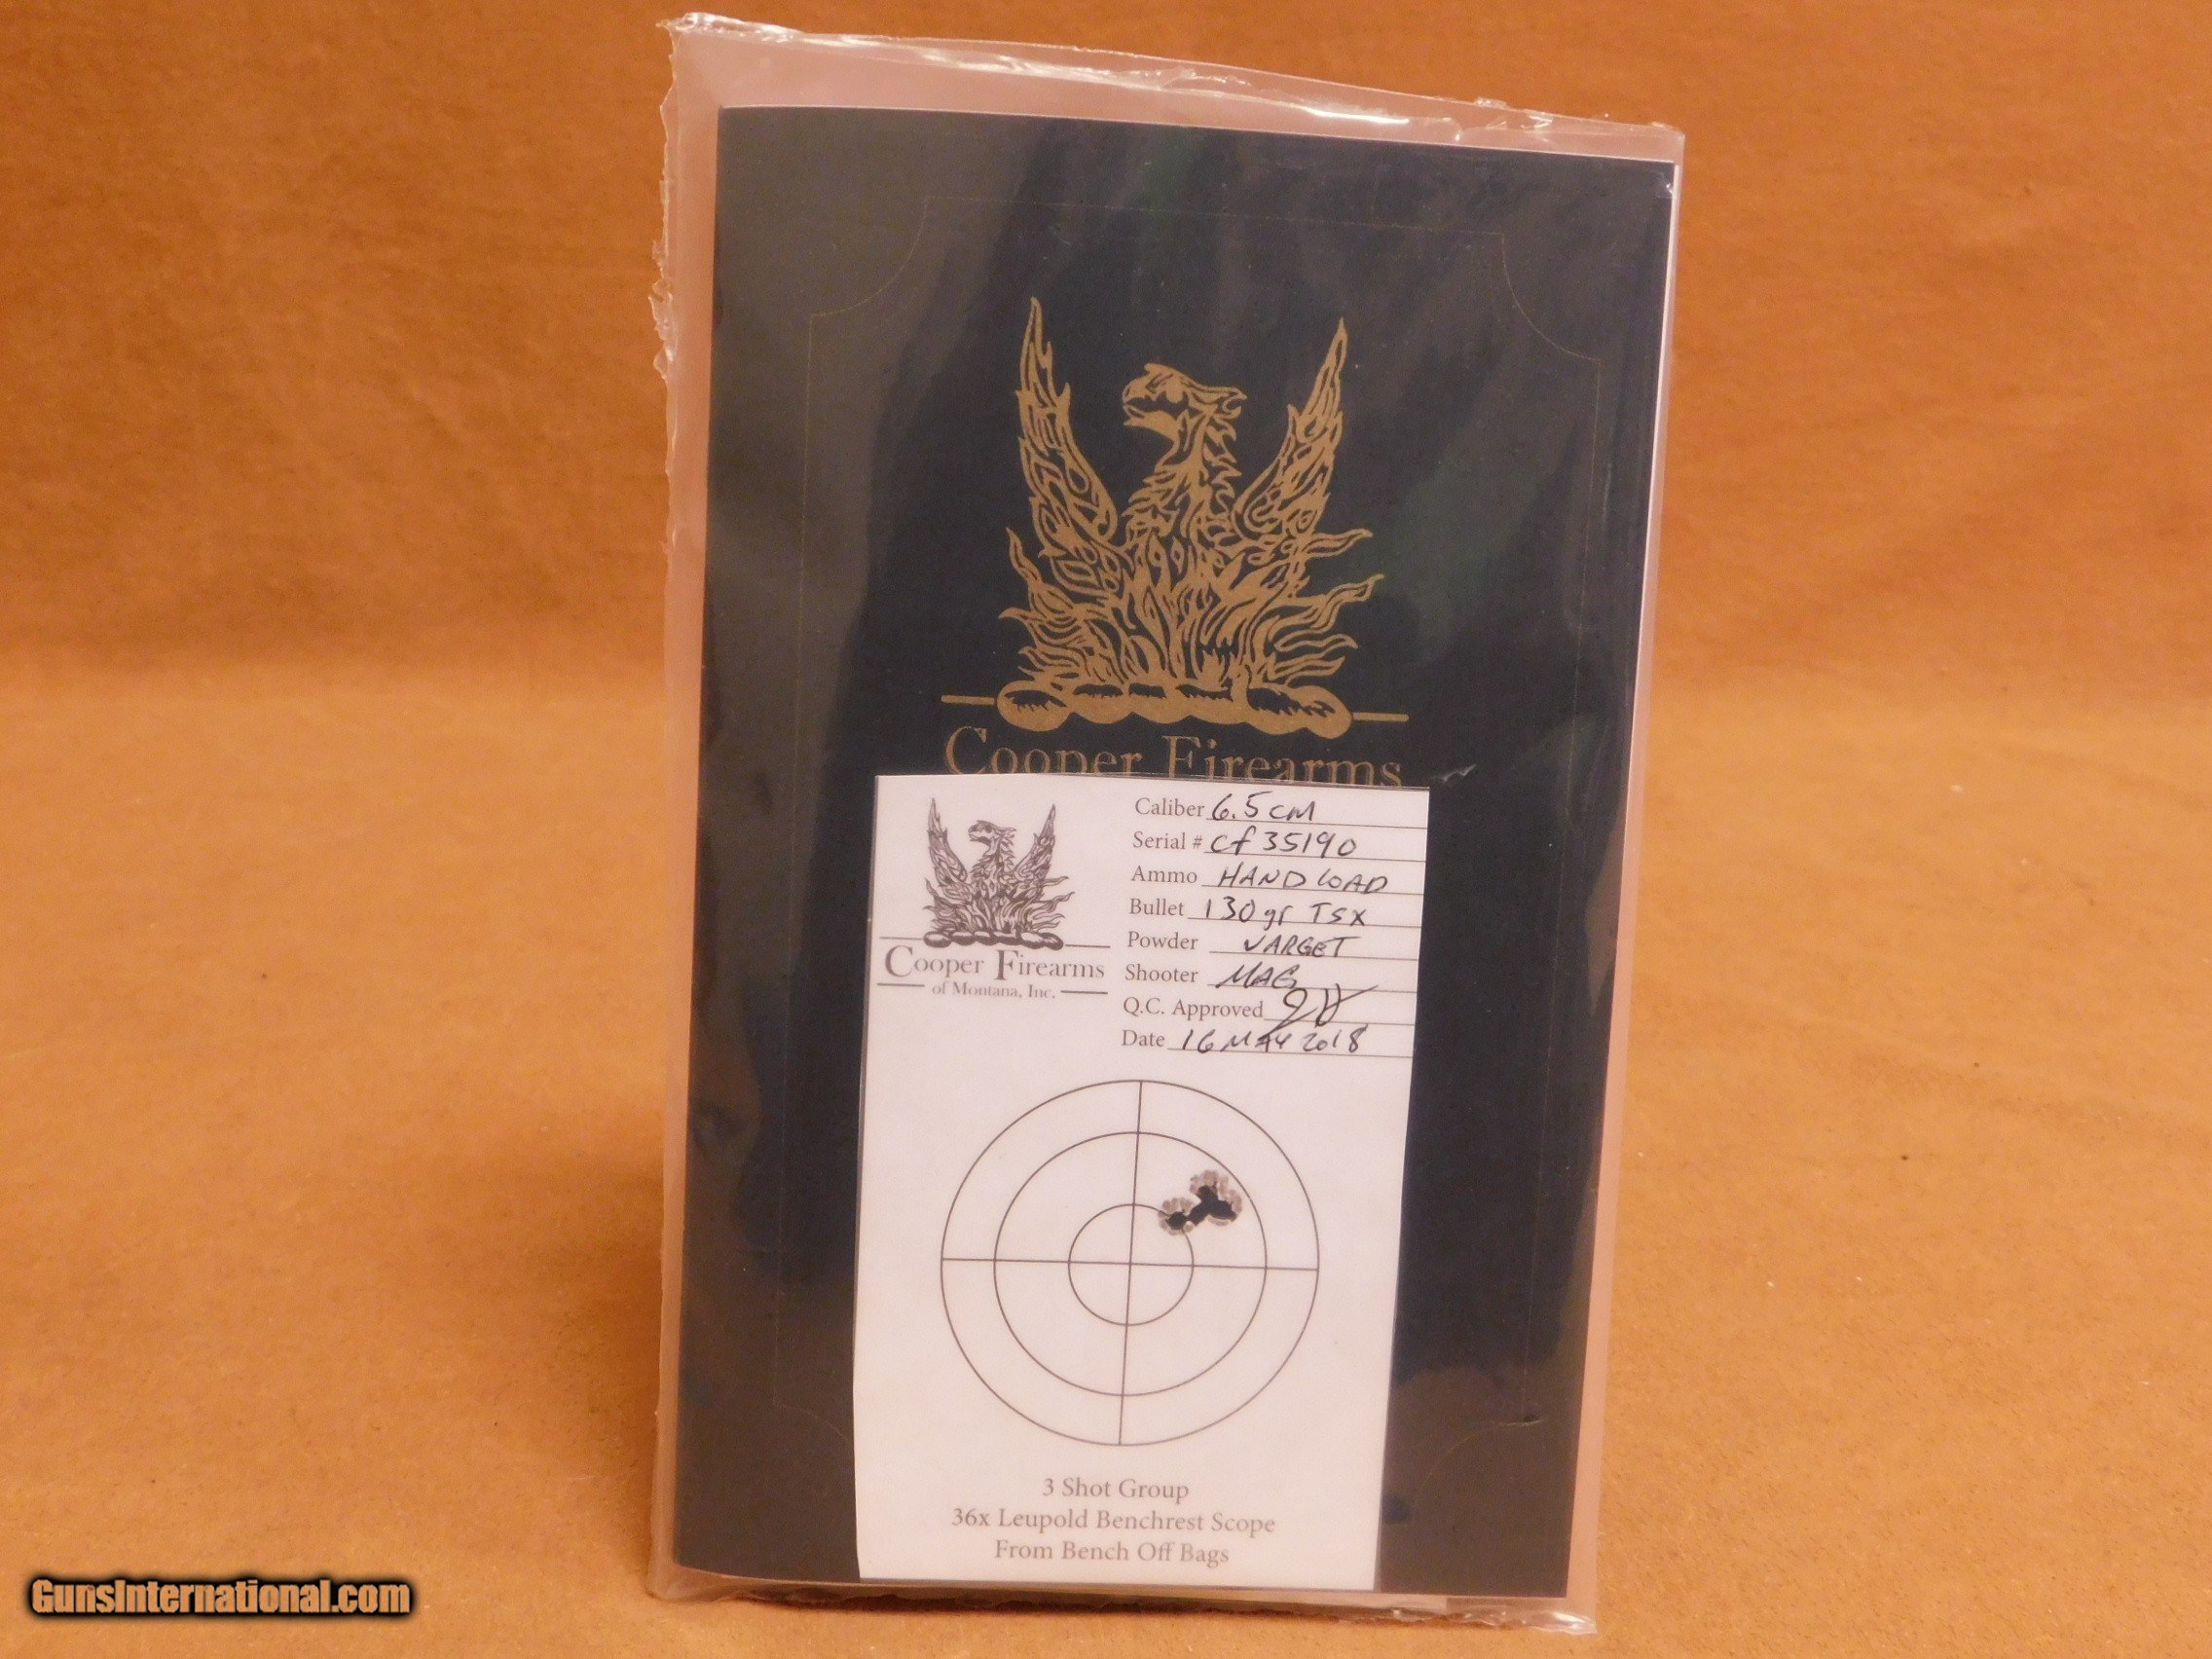 Cooper Firearms
Cooper Firearms
of Montana, Inc.
Caliber 6.5 CM
Serial # cf 35190
Ammo HAND LOAD
Bullet 130 gr TSX
Powder VARGET
Shooter MAG
Q.C. Approved
Date 16 MAY 2018
3 Shot Group
36x Leupold Benchrest Scope
From Bench Off Bags
GunsInternational.com